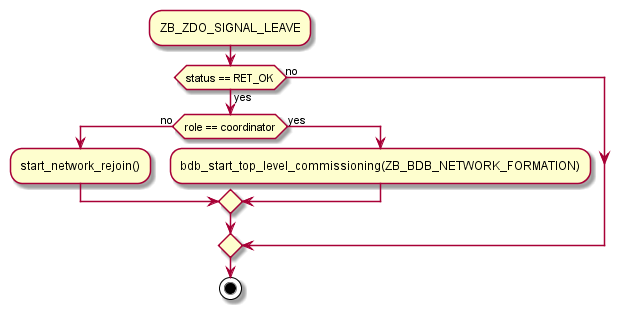 ZB_ZDO_SIGNAL_LEAVE
status == RET_OK
no
yes
no
role == coordinator
yes
start_network_rejoin()
bdb_start_top_level_commissioning(ZB_BDB_NETWORK_FORMATION)